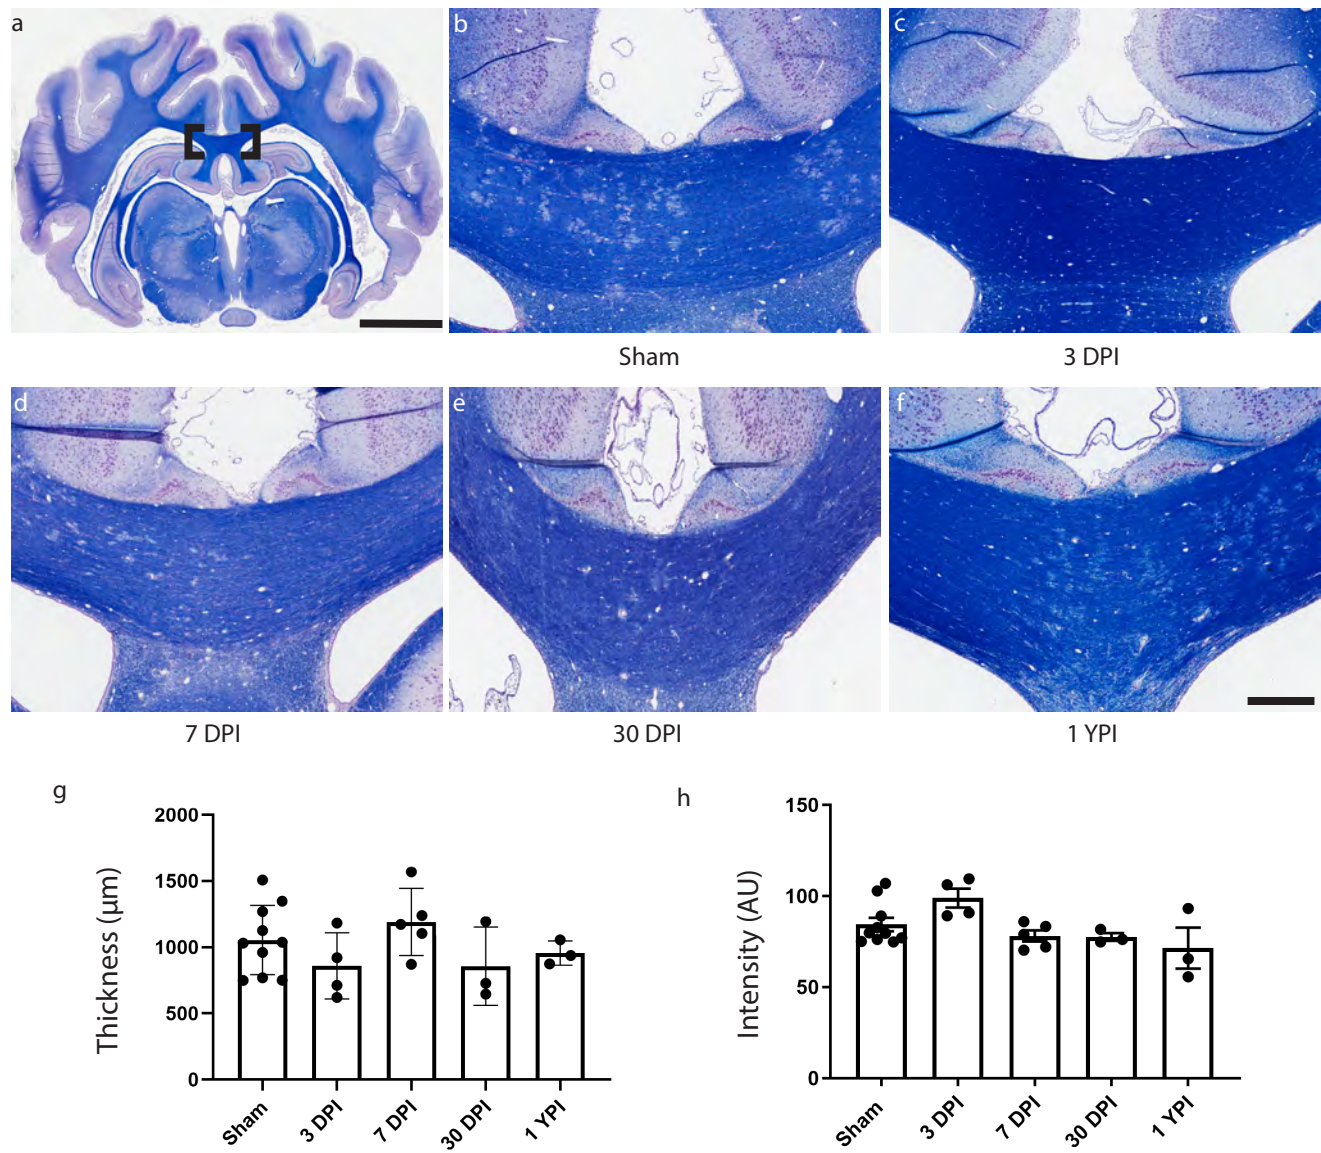 a
b
c
Sham
3 DPI
d
e
f
7 DPI
30 DPI
1 YPI
g
h
Thickness (µm)
2000
1500
1000
500
0
Sham
3 DPI
7 DPI
30 DPI
1 YPI
Intensity (AU)
150
100
50
0
Sham
3 DPI
7 DPI
30 DPI
1 YPI